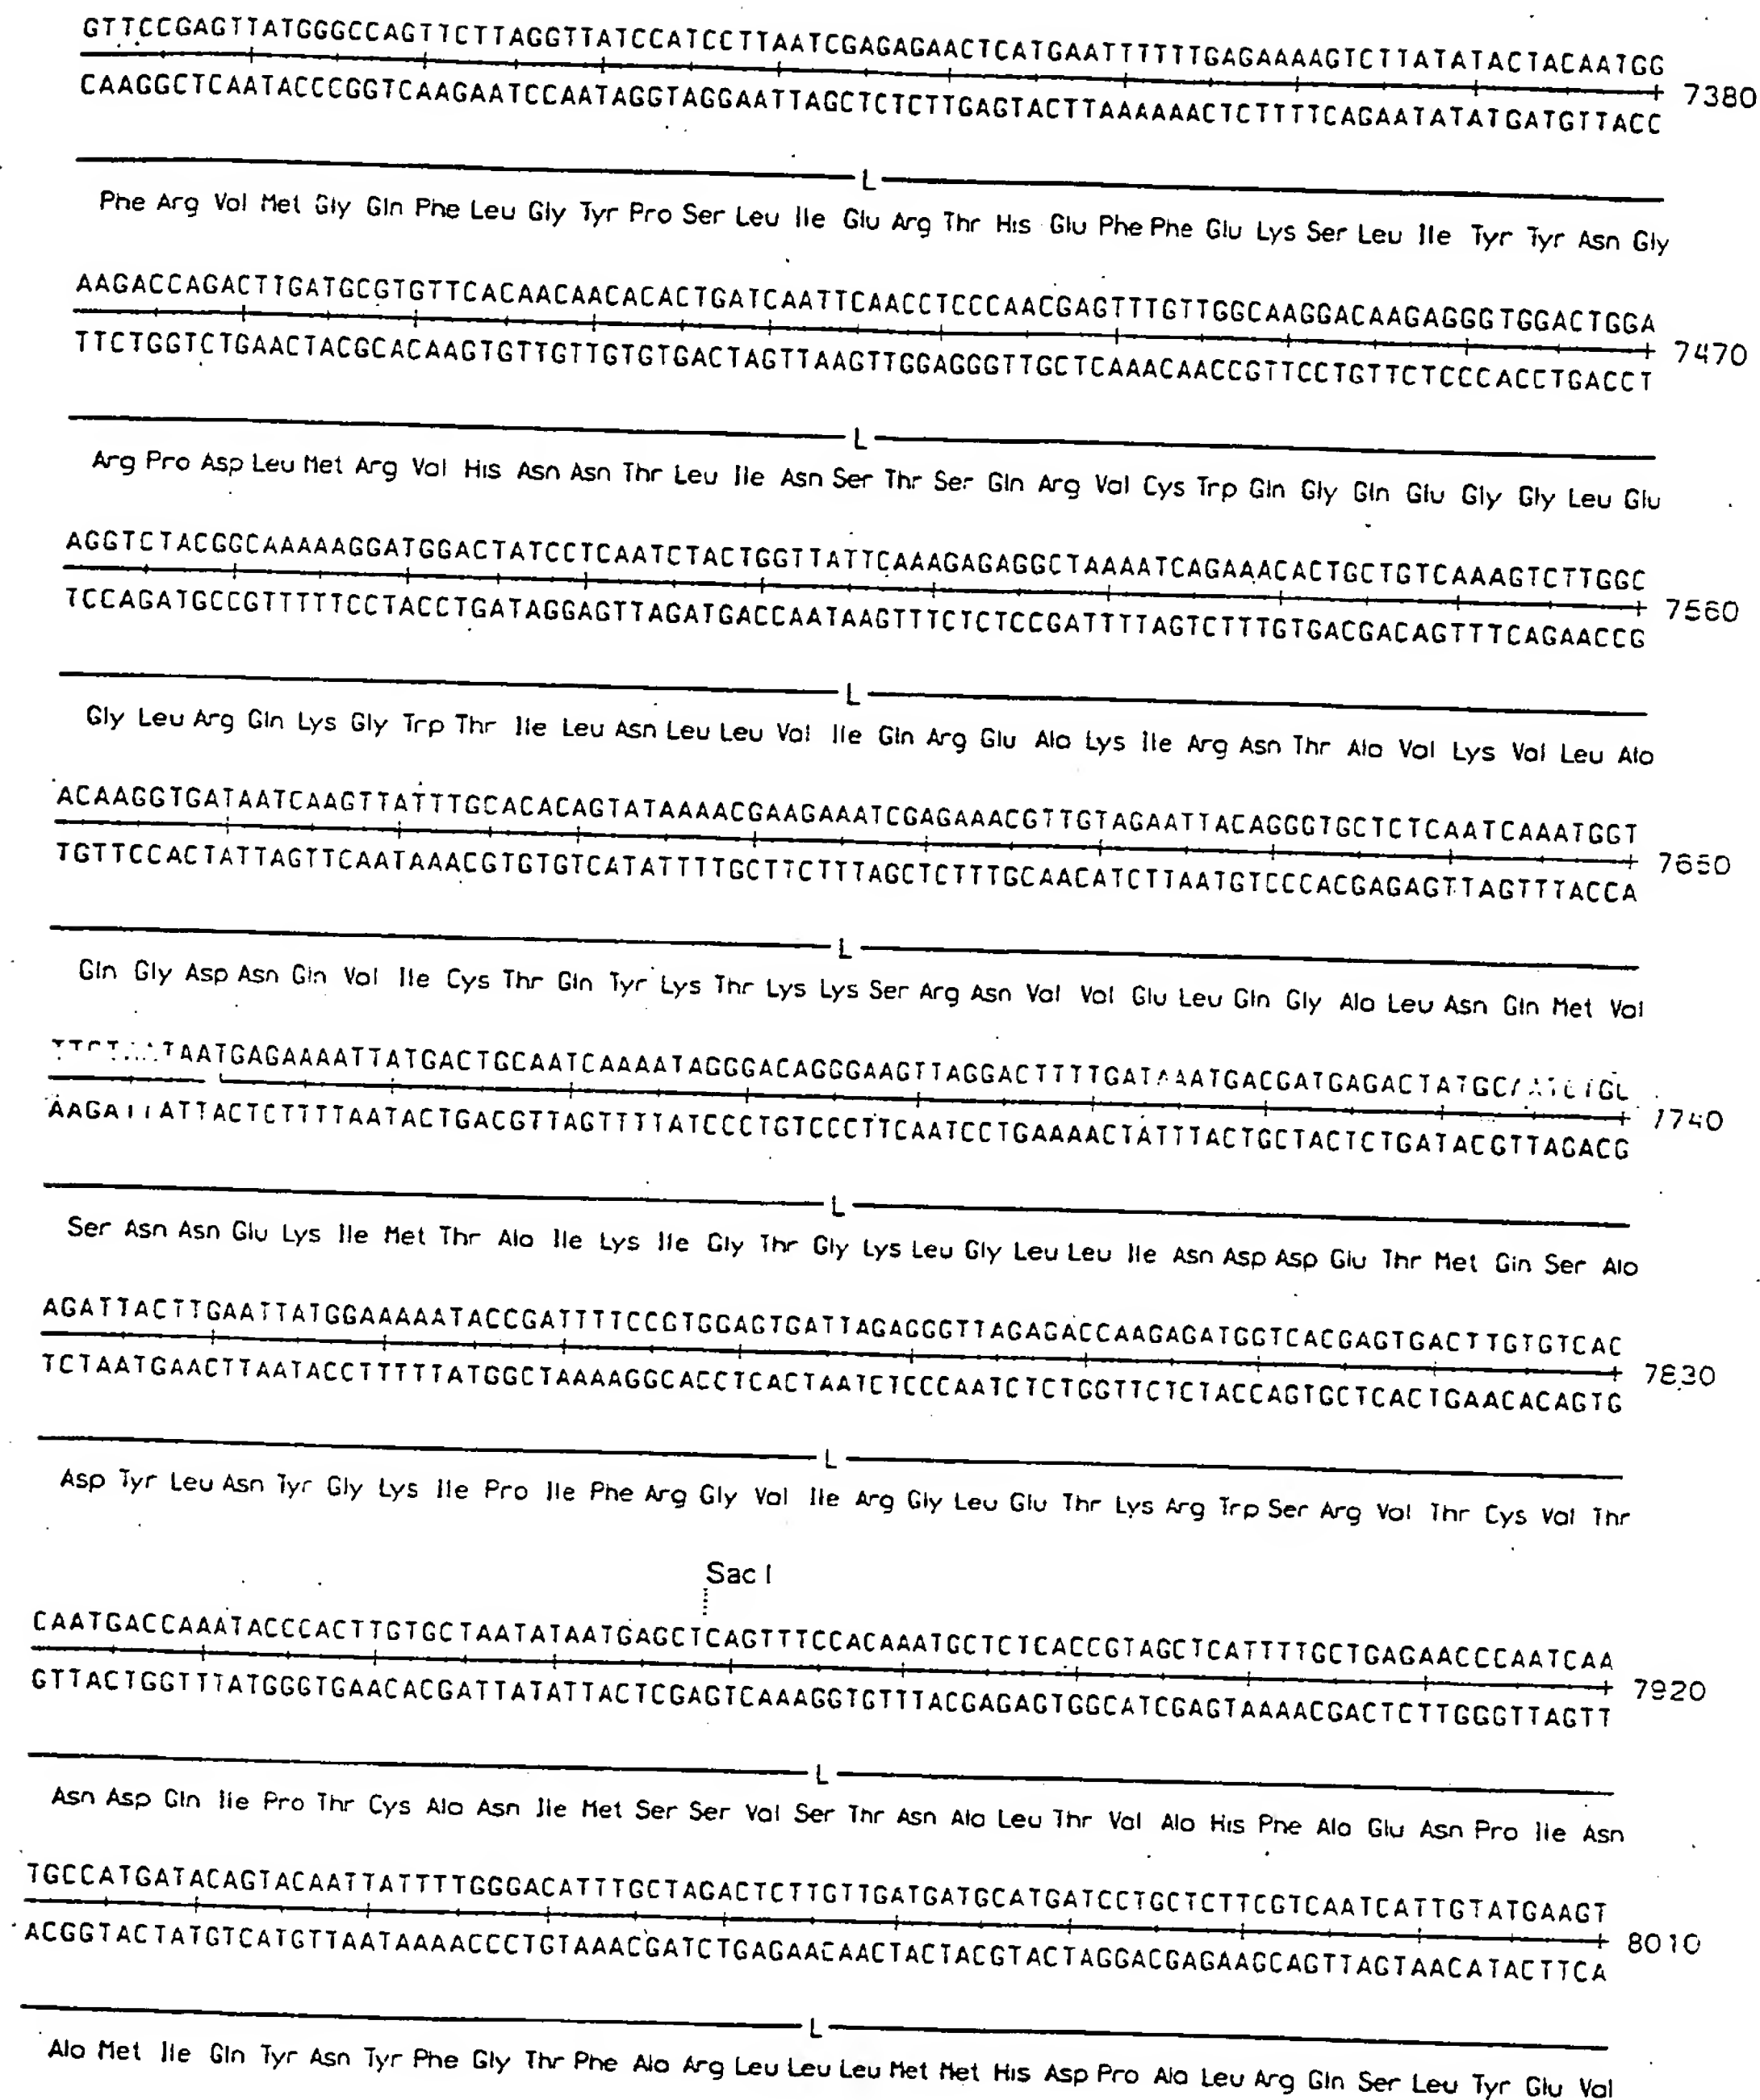 GTTCCGAGTTATGGGCCAGTTCTTAGGTTATCCATCCTTAATCGAGAGAACTCATGAATTTTTTGAGAAAAGTCTTATATACTACAATGG
7380
CAAGGCTCAATACCCGGTCAAGAATCCAATAGGTAGGAATTAGCTCTCTTGAGTACTTAAAAAACTCTTTTCAGAATATATGATGTTACC
L
Phe Arg Val Met Gly Gln Phe Leu Gly Tyr Pro Ser Leu Ile Glu Arg Thr His Glu Phe Phe Glu Lys Ser Leu Ile Tyr Tyr Asn Gly
AAGACCAGACTTGATGCGTGTTCACAACAACACACTGATCAATTCAACCTCCCAACGAGTTTGTTGGCAAGGACAAGAGGGTGGACTGGA
7470
TTCTGGTCTGAACTACGCACAAGTGTTGTTGTGTGACTAGTTAAGTTGGAGGGTTGCTCAAACAACCGTTCCTGTTCTCCCACCTGACCT
L
Arg Pro Asp Leu Met Arg Val His Asn Asn Thr Leu Ile Asn Ser Thr Ser Gln Arg Val Cys Trp Gln Gly Gln Glu Gly Gly Leu Glu
AGGTCTACGGCAAAAAGGATGGACTATCCTCAATCTACTGGTTATTCAAAGAGAGGCTAAAATCAGAAACACTGCTGTCAAAGTCTTGGC
7560
TCCAGATGCCGTTTTTCCTACCTGATAGGAGTTAGATGACCAATAAGTTTCTCTCCGATTTTAGTCTTTGTGACGACAGTTTCAGAACCG
L
Gly Leu Arg Gln Lys Gly Trp Thr Ile Leu Asn Leu Leu Val Ile Gln Arg Glu Ala Lys Ile Arg Asn Thr Ala Val Lys Val Leu Ala
ACAAGGTGATAATCAAGTTATTTGCACACAGTATAAAACGAAGAAATCGAGAAACGTTGTAGAATTACAGGGTGCTCTCAATCAAATGGT
7650
TGTTCCACTATTAGTTCAATAAACGTGTGTCATATTTTGCTTCTTTAGCTCTTTGCAACATCTTAATGTCCCACGAGAGTTAGTTTACCA
L
Gln Gly Asp Asn Gln Val Ile Cys Thr Gln Tyr Lys Thr Lys Lys Ser Arg Asn Val Val Glu Leu Gln Gly Ala Leu Asn Gln Met Val
TAATGAGAAAATTATGACTGCAATCAAAATAGGGACAGGGAAGTTAGGACTTTTGATAAATGACGATGAGACTATGC
7740
AAGATTATTACTCTTTTAATACTGACGTTAGTTTTATCCCTGTCCCTTCAATCCTGAAAACTATTTACTGCTACTCTGATACGTTAGACG
L
Ser Asn Asn Glu Lys Ile Met Thr Ala Ile Lys Ile Gly Thr Gly Lys Leu Gly Leu Leu Ile Asn Asp Asp Glu Thr Met Gln Ser Ala
AGATTACTTGAATTATGGAAAAATACCGATTTTCCGTGGAGTGATTAGAGGGTTAGAGACCAAGAGATGGTCACGAGTGACTTGTGTCAC
7830
TCTAATGAACTTAATACCTTTTTATGGCTAAAAGGCACCTCACTAATCTCCCAATCTCTGGTTCTCTACCAGTGCTCACTGAACACAGTG
L
Asp Tyr Leu Asn Tyr Gly Lys Ile Pro Ile Phe Arg Gly Val Ile Arg Gly Leu Glu Thr Lys Arg Trp Ser Arg Val Thr Cys Val Thr
Sac I
CAATGACCAAATACCCACTTGTGCTAATATAATGAGCTCAGTTTCCACAAATGCTCTCACCGTAGCTCATTTTGCTGAGAACCCAATCAA
7920
GTTACTGGTTTATGGGTGAACACGATTATATTACTCGAGTCAAAGGTGTTTACGAGAGTGGCATCGAGTAAAACGACTCTTGGGTTAGTT
L
Asn Asp Gln Ile Pro Thr Cys Ala Asn Ile Met Ser Ser Val Ser Thr Asn Ala Leu Thr Val Ala His Phe Ala Glu Asn Pro Ile Asn
TGCCATGATACAGTACAATTATTTTGGGACATTTGCTAGACTCTTGTTGATGATGCATGATCCTGCTCTTCGTCAATCATTGTATGAAGT
8010
ACGGTACTATGTCATGTTAATAAAACCCTGTAAACGATCTGAGAACAACTACTACGTACTAGGACGAGAAGCAGTTAGTAACATACTTCA
L
Ala Met Ile Gln Tyr Asn Tyr Phe Gly Thr Phe Ala Arg Leu Leu Leu Met Met His Asp Pro Ala Leu Arg Gln Ser Leu Tyr Glu Val